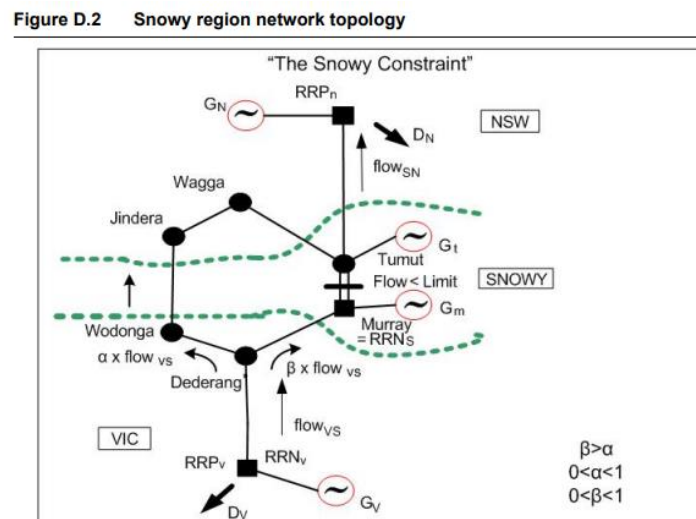 Figure D.2 Snowy region network topology
"The Snowy Constraint"
RRPn
GN
NSW
DN
flowSN
Wagga
Jindera
Gt
Tumut
Flow < Limit
SNOWY
Gm
Murray
= RRNS
Wodonga
α x flow vs
β x flow vs
Dederang
flowVS
VIC
β>α
0<α<1
0<β<1
RRPv
RRNv
GV
DV